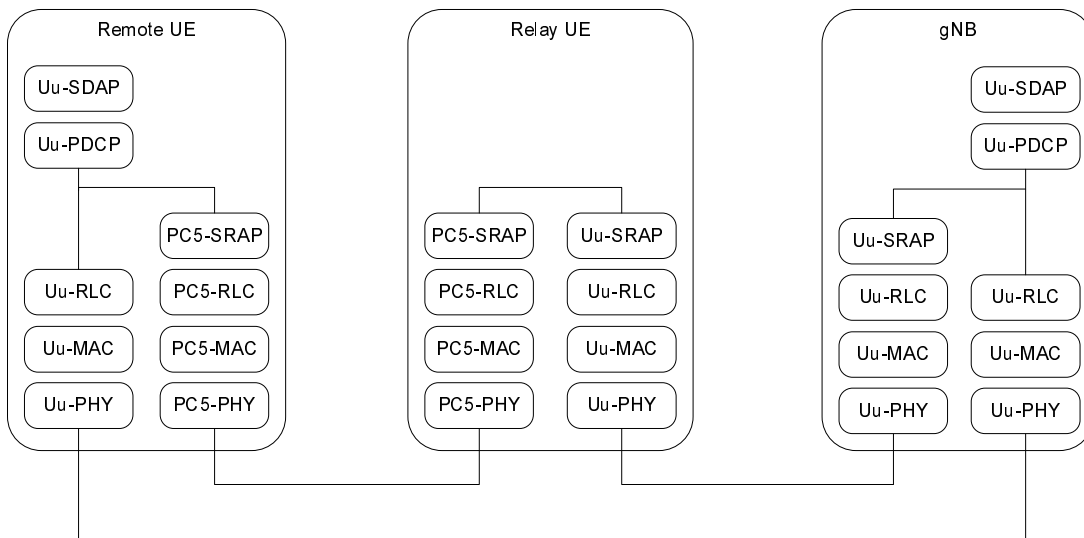 Remote UE
Uu-SDAP
Uu-PDCP
PC5-SRAP
Uu-RLC
PC5-RLC
Uu-MAC
PC5-MAC
Uu-PHY
PC5-PHY
Relay UE
PC5-SRAP
Uu-SRAP
PC5-RLC
Uu-RLC
PC5-MAC
Uu-MAC
PC5-PHY
Uu-PHY
gNB
Uu-SDAP
Uu-PDCP
Uu-SRAP
Uu-RLC
Uu-RLC
Uu-MAC
Uu-MAC
Uu-PHY
Uu-PHY